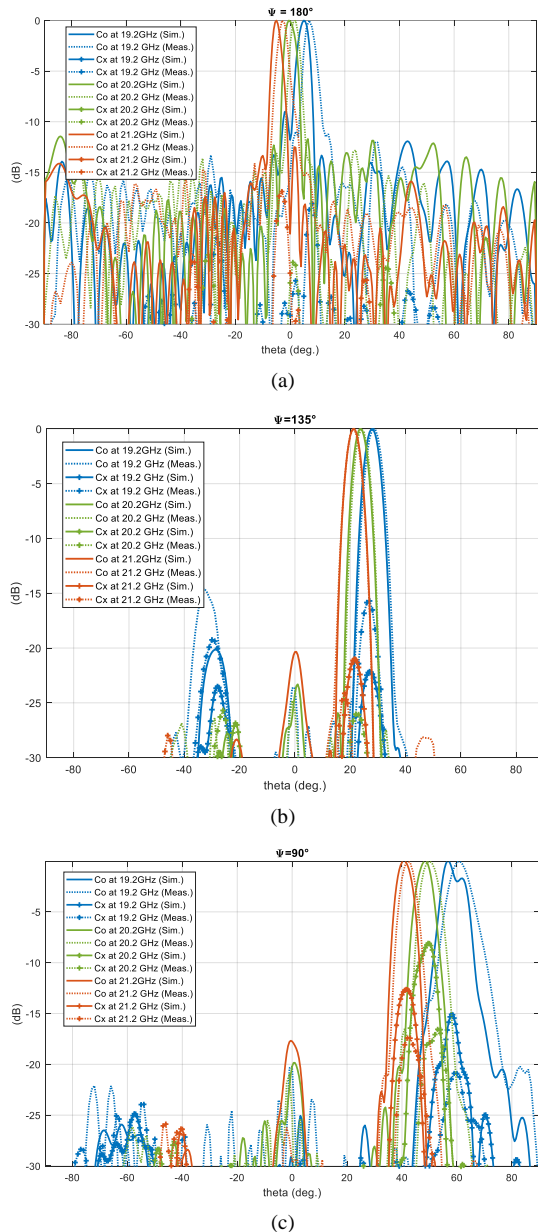 Ψ = 180°
Co at 19.2GHz (Sim.)
Co at 19.2 GHz (Meas.)
Cx at 19.2 GHz (Sim.)
Cx at 19.2 GHz (Meas.)
Co at 20.2GHz (Sim.)
Co at 20.2 GHz (Meas.)
Cx at 20.2 GHz (Sim.)
Cx at 20.2 GHz (Meas.)
Co at 21.2GHz (Sim.)
Co at 21.2 GHz (Meas.)
Cx at 21.2 GHz (Sim.)
Cx at 21.2 GHz (Meas.)
0
-5
-10
-15
-20
-25
-30
(dB)
-80 -60 -40 -20 0 20 40 60 80
theta (deg.)
(a)
Ψ=135°
Co at 19.2GHz (Sim.)
Co at 19.2 GHz (Meas.)
Cx at 19.2 GHz (Sim.)
Cx at 19.2 GHz (Meas.)
Co at 20.2GHz (Sim.)
Co at 20.2 GHz (Meas.)
Cx at 20.2 GHz (Sim.)
Cx at 20.2 GHz (Meas.)
Co at 21.2GHz (Sim.)
Co at 21.2 GHz (Meas.)
Cx at 21.2 GHz (Sim.)
Cx at 21.2 GHz (Meas.)
0
-5
-10
-15
-20
-25
-30
(dB)
-80 -60 -40 -20 0 20 40 60 80
theta (deg.)
(b)
Ψ=90°
Co at 19.2GHz (Sim.)
Co at 19.2 GHz (Meas.)
Cx at 19.2 GHz (Sim.)
Cx at 19.2 GHz (Meas.)
Co at 20.2GHz (Sim.)
Co at 20.2 GHz (Meas.)
Cx at 20.2 GHz (Sim.)
Cx at 20.2 GHz (Meas.)
Co at 21.2GHz (Sim.)
Co at 21.2 GHz (Meas.)
Cx at 21.2 GHz (Sim.)
Cx at 21.2 GHz (Meas.)
-5
-10
-15
-20
-25
-30
(dB)
-80 -60 -40 -20 0 20 40 60 80
theta (deg.)
(c)